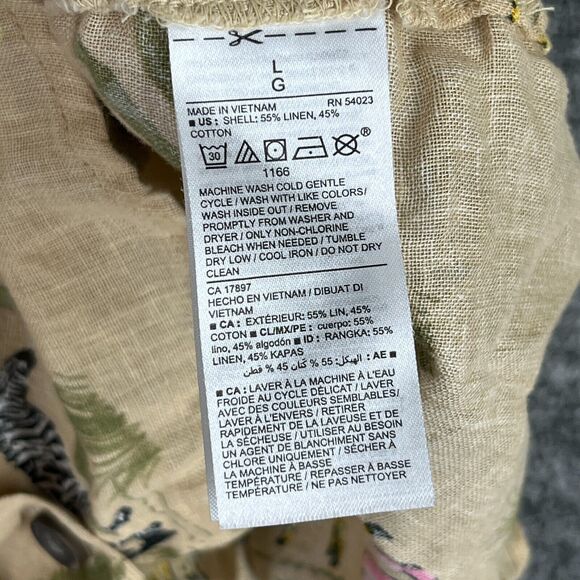 L
G
MADE IN VIETNAM RN 54023
■ US : SHELL: 55% LINEN, 45%
COTTON
30 ®
1166
MACHINE WASH COLD GENTLE
CYCLE / WASH WITH LIKE COLORS/
WASH INSIDE OUT / REMOVE
PROMPTLY FROM WASHER AND
DRYER / ONLY NON-CHLORINE
BLEACH WHEN NEEDED / TUMBLE
DRY LOW / COOL IRON / DO NOT DRY
CLEAN
CA 17897
HECHO EN VIETNAM / DIBUAT DI
VIETNAM
■ CA : EXTÉRIEUR: 55% LIN, 45%
COTON ■ CL/MX/PE : cuerpo: 55%
lino, 45% algodón ■ ID : RANGKA: 55%
LINEN, 45% KAPAS
■ AE : الهيكل: 55 % كتان 45 % قطن
■ CA : LAVER À LA MACHINE À L'EAU
FROIDE AU CYCLE DÉLICAT / LAVER
AVEC DES COULEURS SEMBLABLES/
LAVER À L'ENVERS / RETIRER
RAPIDEMENT DE LA LAVEUSE ET DE
LA SÉCHEUSE / UTILISER AU BESOIN
UN AGENT DE BLANCHIMENT SANS
CHLORE UNIQUEMENT / SÉCHER À
LA MACHINE À BASSE
TEMPÉRATURE / REPASSER À BASSE
TEMPÉRATURE / NE PAS NETTOYER